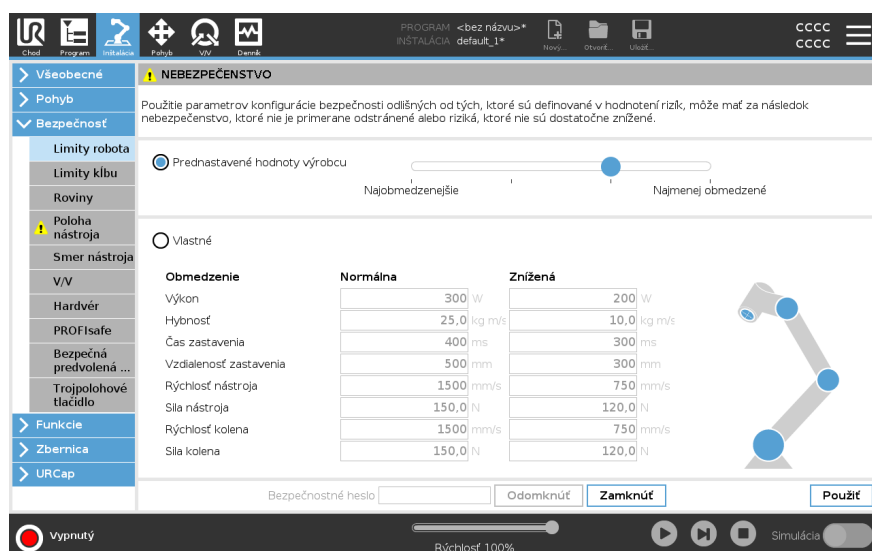 PROGRAM <bez názvu>*
INŠTALÁCIA default_1*
Chod Program Inštalácia Pohyb V/V Denník
Nový... Otvoriť... Uložiť...
cccc
cccc
Všeobecné
Pohyb
Bezpečnosť
Limity robota
Limity kĺbu
Roviny
Poloha
nástroja
Smer nástroja
V/V
Hardvér
PROFIsafe
Bezpečná
predvolená ...
Trojpolohové
tlačidlo
Funkcie
Zbernica
URCap
NEBEZPEČENSTVO
Použitie parametrov konfigurácie bezpečnosti odlišných od tých, ktoré sú definované v hodnotení rizík, môže mať za následok
nebezpečenstvo, ktoré nie je primerane odstránené alebo riziká, ktoré nie sú dostatočne znížené.
Prednastavené hodnoty výrobcu
Najobmedzenejšie Najmenej obmedzené
Vlastné
Obmedzenie Normálna Znížená
Výkon 300 W 200 W
Hybnosť 25,0 kg m/s 10,0 kg m/s
Čas zastavenia 400 ms 300 ms
Vzdialenosť zastavenia 500 mm 300 mm
Rýchlosť nástroja 1500 mm/s 750 mm/s
Sila nástroja 150,0 N 120,0 N
Rýchlosť kolena 1500 mm/s 750 mm/s
Sila kolena 150,0 N 120,0 N
Bezpečnostné heslo Odomknúť Zamknúť Použiť
Vypnutý
Rýchlosť 100%
Simulácia